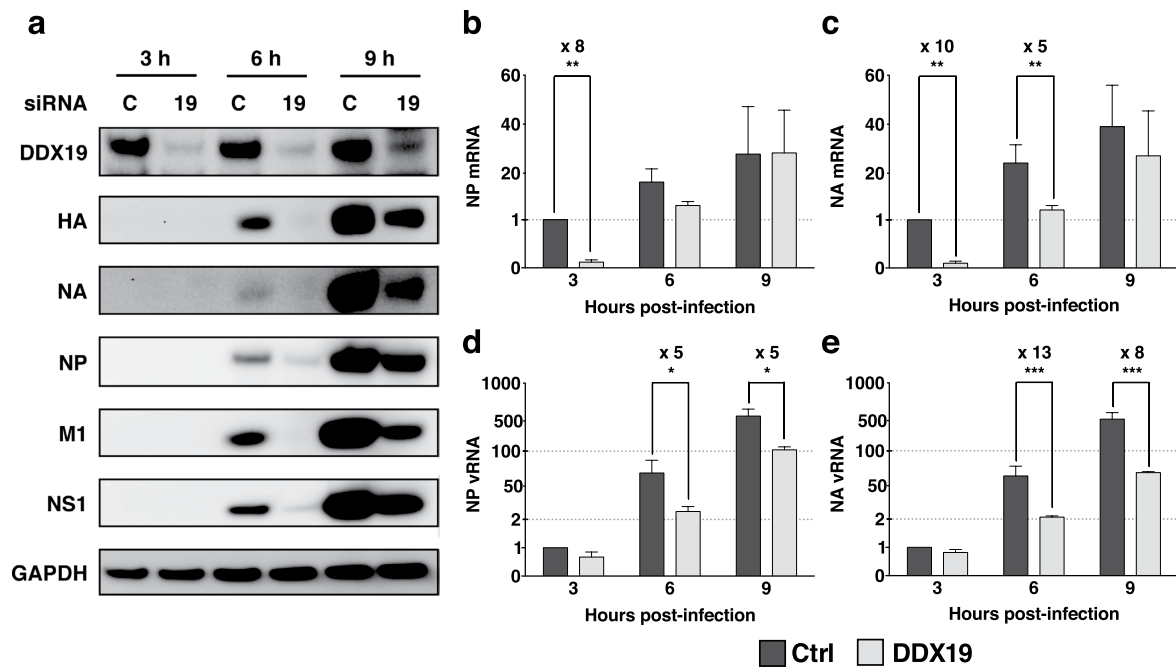 a
3 h 6 h 9 h
siRNA C 19 C 19 C 19
DDX19
HA
NA
NP
M1
NS1
GAPDH
b
x 8
**
NP mRNA
60
40
20
1
0
3 6 9
Hours post-infection
c
x 10 x 5
** **
NA mRNA
60
40
20
1
0
3 6 9
Hours post-infection
d
x 5 x 5
* *
NP vRNA
1000
500
100
50
2
1
0
3 6 9
Hours post-infection
e
x 13 x 8
*** ***
NA vRNA
1000
500
100
50
2
1
0
3 6 9
Hours post-infection
Ctrl DDX19